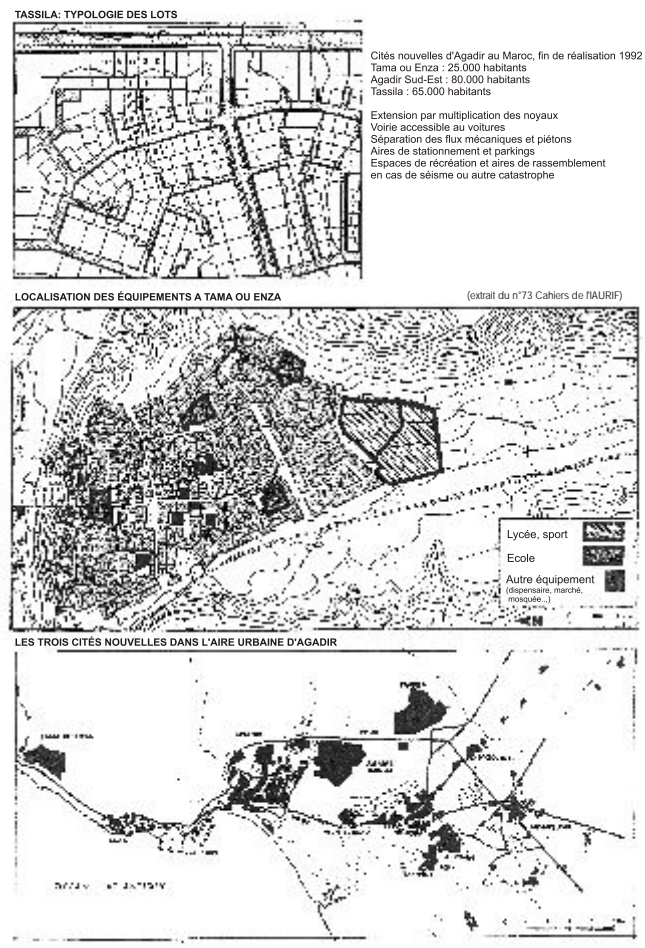 TASSILA: TYPOLOGIE DES LOTS
Cités nouvelles d'Agadir au Maroc, fin de réalisation 1992
Tama ou Enza : 25.000 habitants
Agadir Sud-Est : 80.000 habitants
Tassila : 65.000 habitants
Extension par multiplication des noyaux
Voirie accessible au voitures
Séparation des flux mécaniques et piétons
Aires de stationnement et parkings
Espaces de récréation et aires de rassemblement
en cas de séisme ou autre catastrophe
LOCALISATION DES ÉQUIPEMENTS A TAMA OU ENZA
(extrait du n°73 Cahiers de l'IAURIF)
Lycée, sport
Ecole
Autre équipement
(dispensaire, marché,
mosquée...)
LES TROIS CITÉS NOUVELLES DANS L'AIRE URBAINE D'AGADIR